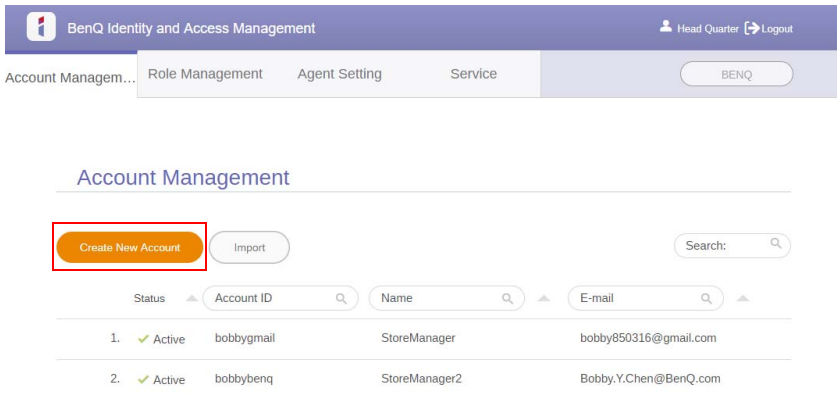 BenQ Identity and Access Management
Head Quarter Logout
Account Managem... Role Management Agent Setting Service BENQ
Account Management
Create New Account Import Search:
Status Account ID Name E-mail
1. Active bobbygmail StoreManager bobby850316@gmail.com
2. Active bobbybenq StoreManager2 Bobby.Y.Chen@BenQ.com